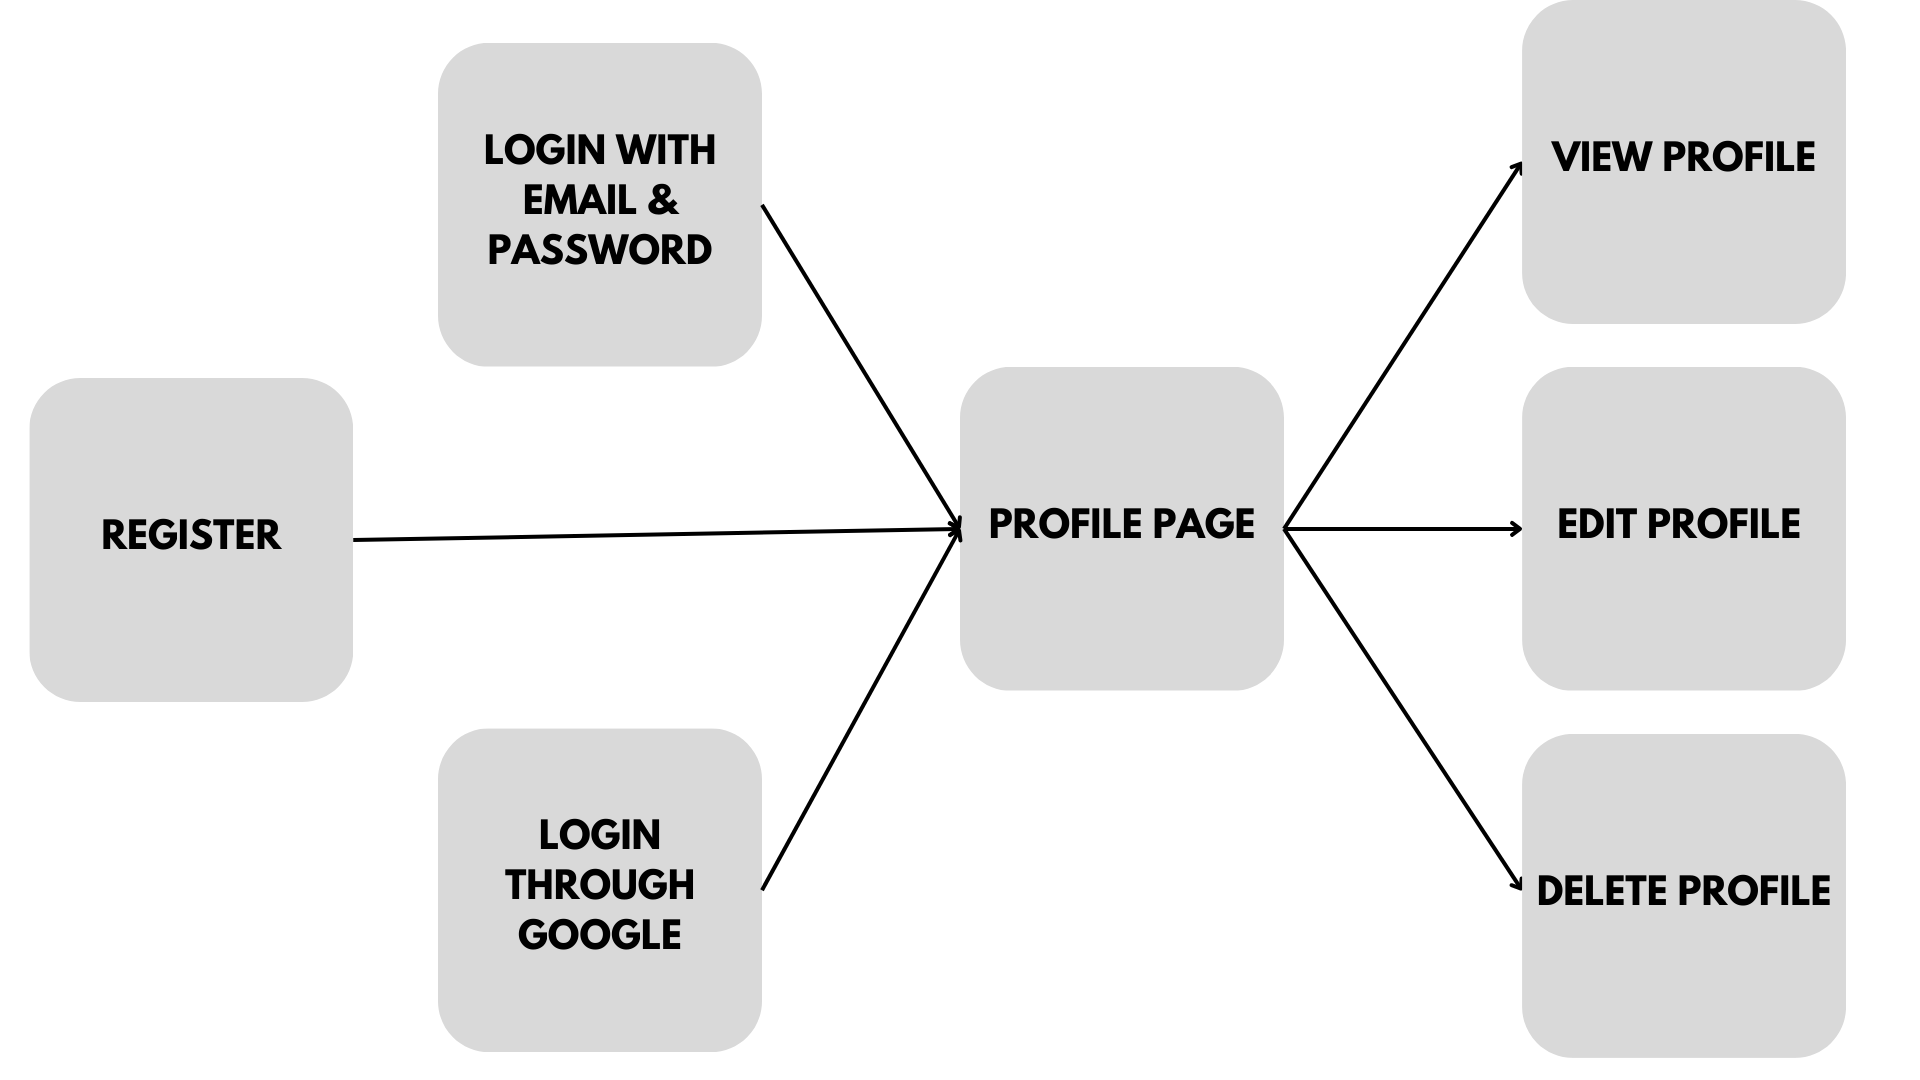 REGISTER
LOGIN WITH
EMAIL &
PASSWORD
LOGIN
THROUGH
GOOGLE
PROFILE PAGE
VIEW PROFILE
EDIT PROFILE
DELETE PROFILE